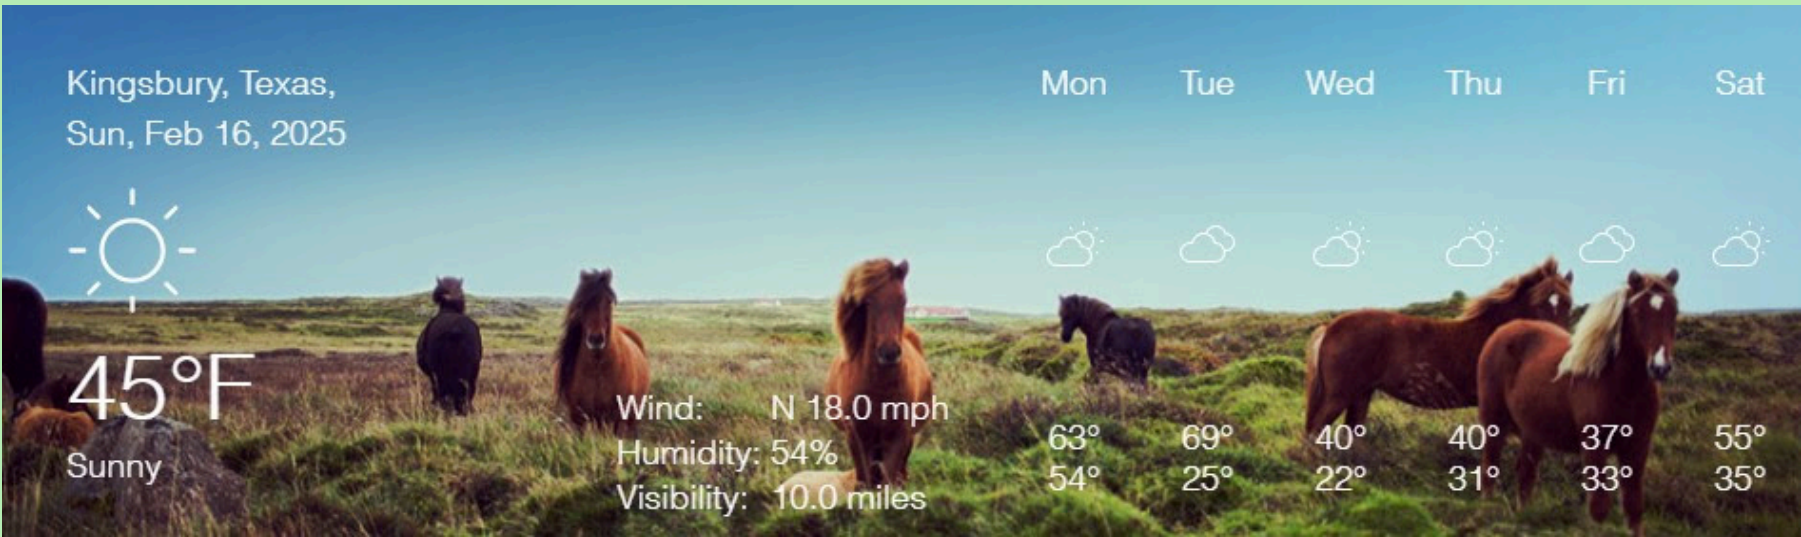 Kingsbury, Texas,
Sun, Feb 16, 2025
45°F
Sunny
Wind: N 18.0 mph
Humidity: 54%
Visibility: 10.0 miles
Mon Tue Wed Thu Fri Sat
63° 69° 40° 40° 37° 55°
54° 25° 22° 31° 33° 35°